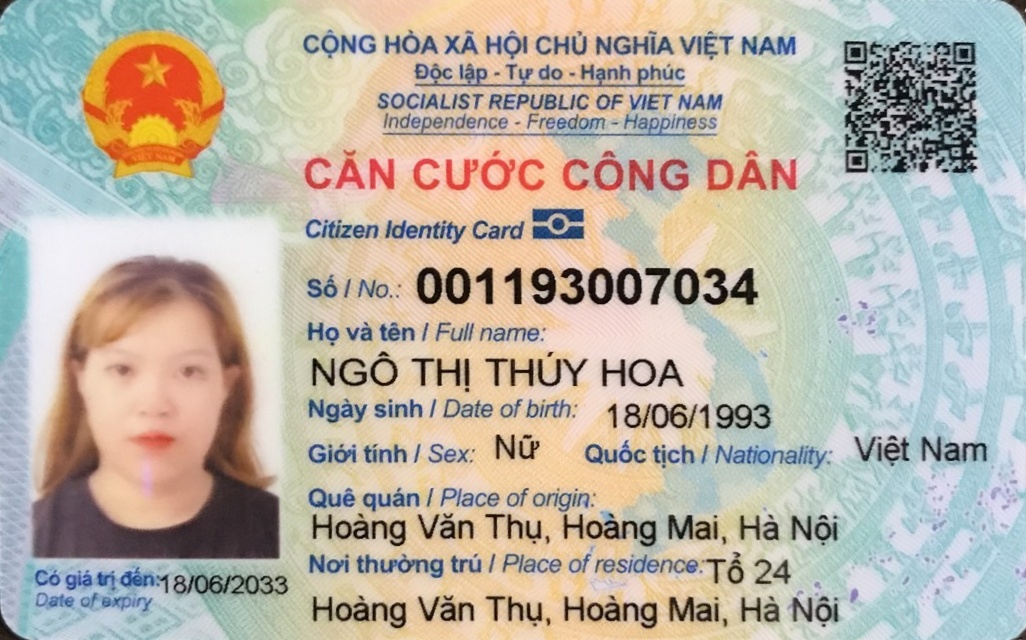 CỘNG HÒA XÃ HỘI CHỦ NGHĨA VIỆT NAM
Độc lập - Tự do - Hạnh phúc
SOCIALIST REPUBLIC OF VIET NAM
Independence - Freedom - Happiness
CĂN CƯỚC CÔNG DÂN
Citizen Identity Card
Số / No.: 001193007034
Họ và tên / Full name:
NGÔ THỊ THÚY HOA
Ngày sinh / Date of birth: 18/06/1993
Giới tính / Sex: Nữ Quốc tịch / Nationality: Việt Nam
Quê quán / Place of origin:
Hoàng Văn Thụ, Hoàng Mai, Hà Nội
Nơi thường trú / Place of residence: Tổ 24
Hoàng Văn Thụ, Hoàng Mai, Hà Nội
Có giá trị đến: 18/06/2033
Date of expiry
VIỆT NAM